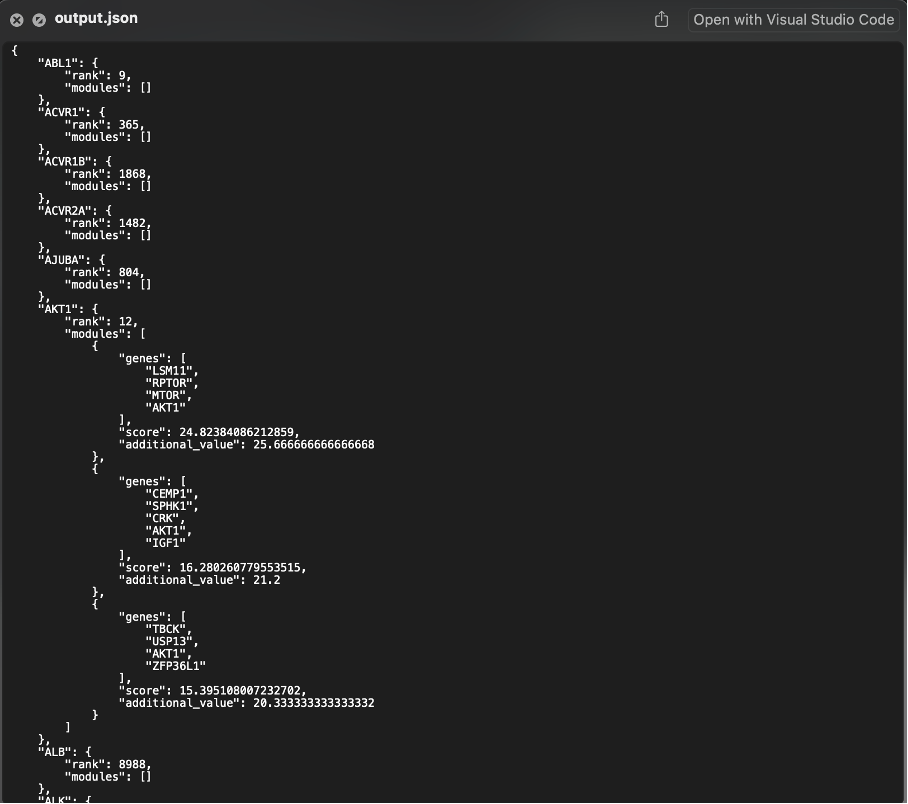 output.json
Open with Visual Studio Code
{
    "ABL1": {
        "rank": 9,
        "modules": []
    },
    "ACVR1": {
        "rank": 365,
        "modules": []
    },
    "ACVR1B": {
        "rank": 1868,
        "modules": []
    },
    "ACVR2A": {
        "rank": 1482,
        "modules": []
    },
    "AJUBA": {
        "rank": 804,
        "modules": []
    },
    "AKT1": {
        "rank": 12,
        "modules": [
            {
                "genes": [
                    "LSM11",
                    "RPTOR",
                    "MTOR",
                    "AKT1"
                ],
                "score": 24.82384086212859,
                "additional_value": 25.666666666666668
            },
            {
                "genes": [
                    "CEMP1",
                    "SPHK1",
                    "CRK",
                    "AKT1",
                    "IGF1"
                ],
                "score": 16.280260779553515,
                "additional_value": 21.2
            },
            {
                "genes": [
                    "TBCK",
                    "USP13",
                    "AKT1",
                    "ZFP36L1"
                ],
                "score": 15.395108007232702,
                "additional_value": 20.333333333333332
            }
        ]
    },
    "ALB": {
        "rank": 8988,
        "modules": []
    },
    "ALK": {